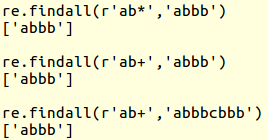 re.findall(r'ab*','abbb')
['abbb']
re.findall(r'ab+','abbb')
['abbb']
re.findall(r'ab+','abbbcbbb')
['abbb']